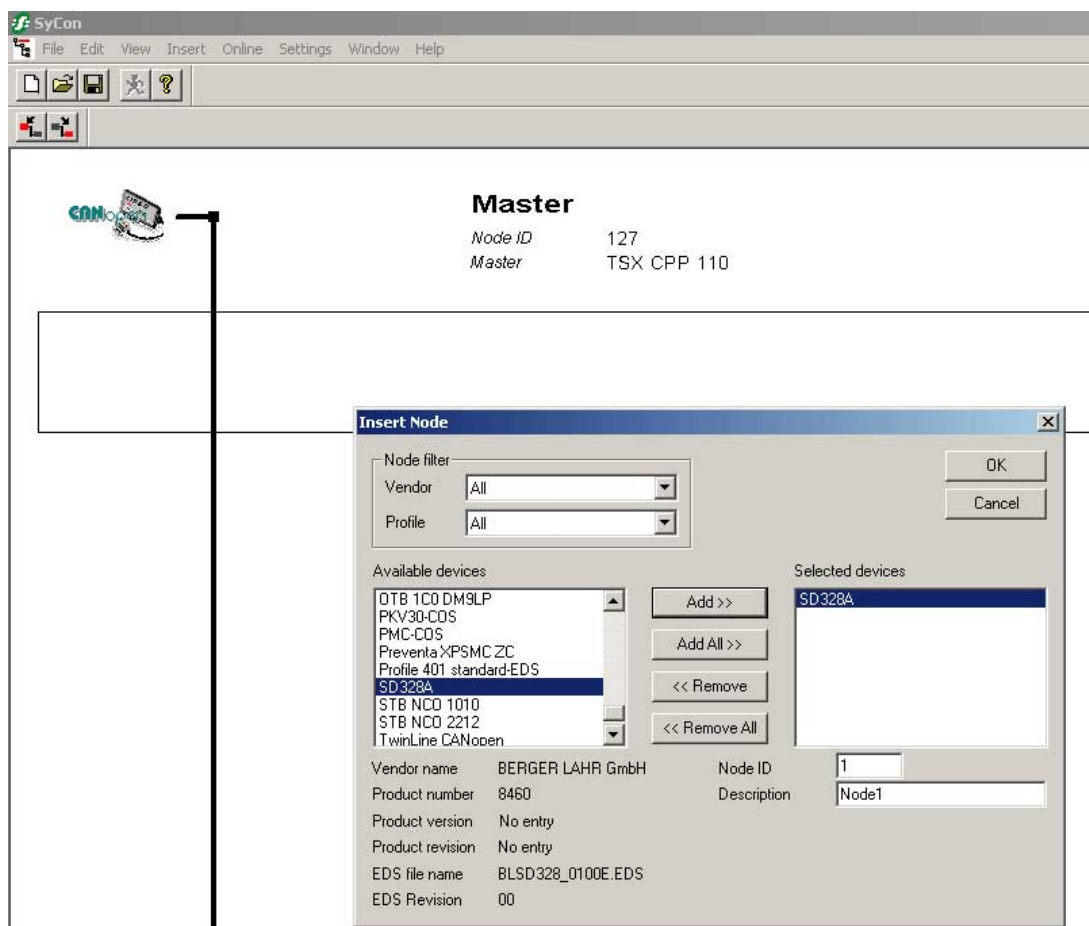 SyCon
File Edit View Insert Online Settings Window Help
CANopen
Master
Node ID 127
Master TSX CPP 110
Insert Node
Node filter
Vendor All
Profile All
OK
Cancel
Available devices
OTB 1C0 DM9LP
PKV30-COS
PMC-COS
Preventa XPSMC ZC
Profile 401 standard-EDS
SD328A
STB NCO 1010
STB NCO 2212
TwinLine CANopen
Add >>
Add All >>
<< Remove
<< Remove All
Selected devices
SD328A
Vendor name BERGER LAHR GmbH
Product number 8460
Product version No entry
Product revision No entry
EDS file name BLSD328_0100E.EDS
EDS Revision 00
Node ID 1
Description Node1